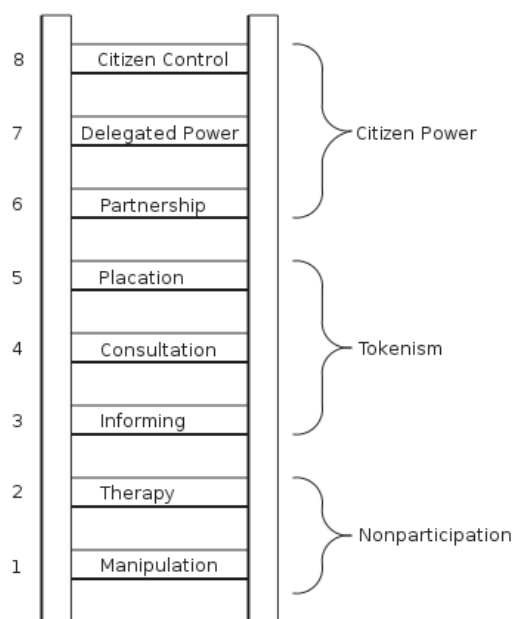 8 Citizen Control
7 Delegated Power Citizen Power
6 Partnership
5 Placation
4 Consultation Tokenism
3 Informing
2 Therapy
Nonparticipation
1 Manipulation